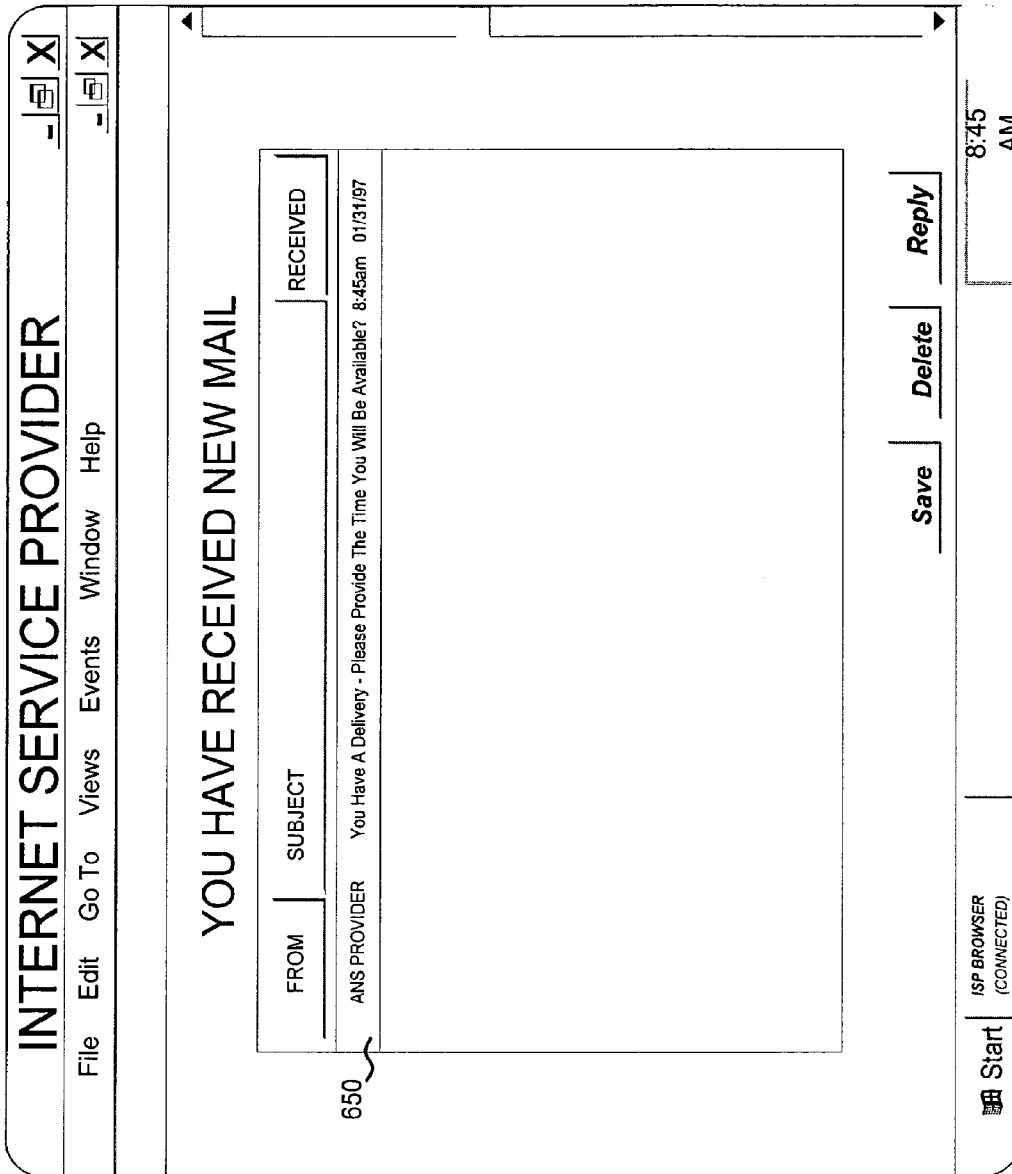 INTERNET SERVICE PROVIDER
File Edit Go To Views Events Window Help
YOU HAVE RECEIVED NEW MAIL
FROM SUBJECT RECEIVED
650 ANS PROVIDER You Have A Delivery - Please Provide The Time You Will Be Available? 8:45am 01/31/97
Save Delete Reply
Start ISP BROWSER 8:45
(CONNECTED) AM